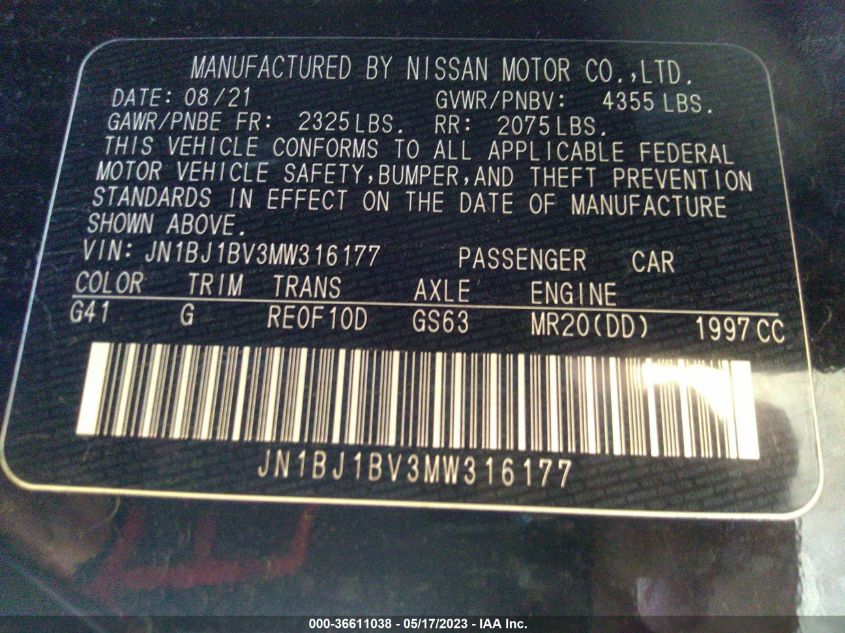 MANUFACTURED BY NISSAN MOTOR CO.,LTD.
DATE: 08/21 GVWR/PNBV: 4355 LBS.
GAWR/PNBE FR: 2325 LBS. RR: 2075 LBS.
THIS VEHICLE CONFORMS TO ALL APPLICABLE FEDERAL
MOTOR VEHICLE SAFETY,BUMPER,AND THEFT PREVENTION
STANDARDS IN EFFECT ON THE DATE OF MANUFACTURE
SHOWN ABOVE.
VIN: JN1BJ1BV3MW316177 PASSENGER CAR
COLOR TRIM TRANS AXLE ENGINE
G41 G RE0F10D GS63 MR20(DD) 1997 CC
JN1BJ1BV3MW316177
000-36611038 - 05/17/2023 - IAA Inc.